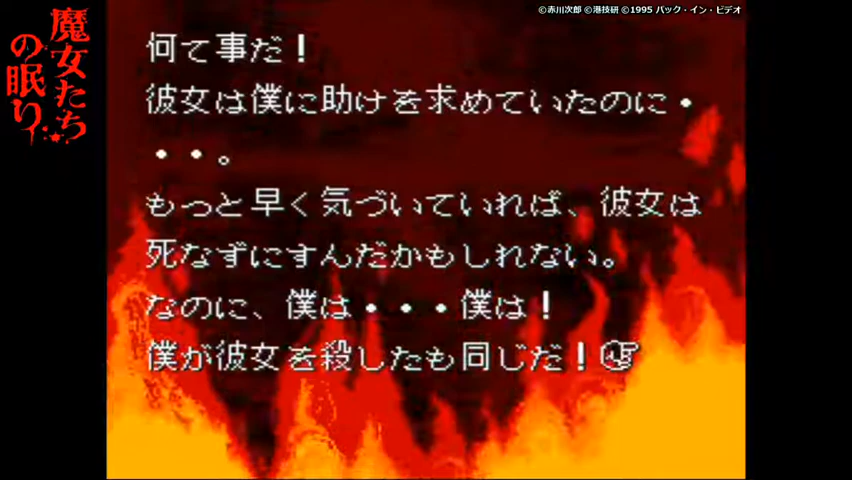 ©赤川次郎 ©港技研 ©1995 パック・イン・ビデオ
魔女たち
の眠り
何て事だ！
彼女は僕に助けを求めていたのに・
・・。
もっと早く気づいていれば、彼女は
死なずにすんだかもしれない。
なのに、僕は・・・僕は！
僕が彼女を殺したも同じだ！